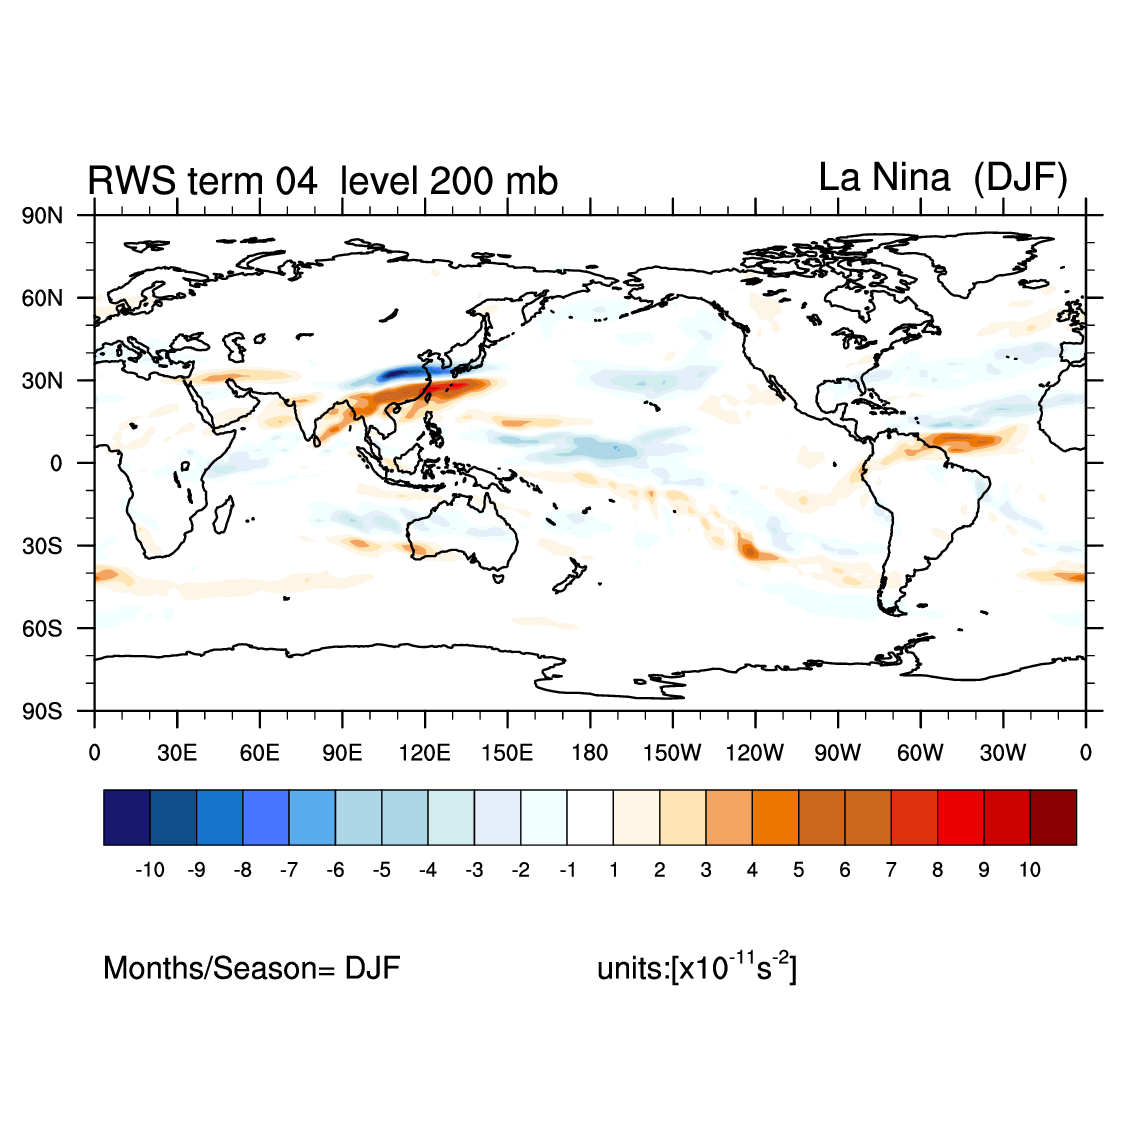 RWS term 04 level 200 mb
La Nina (DJF)
90N
60N
30N
0
30S
60S
90S
0 30E 60E 90E 120E 150E 180 150W 120W 90W 60W 30W 0
-10 -9 -8 -7 -6 -5 -4 -3 -2 -1 1 2 3 4 5 6 7 8 9 10
Months/Season= DJF
units:[x10-11s-2]